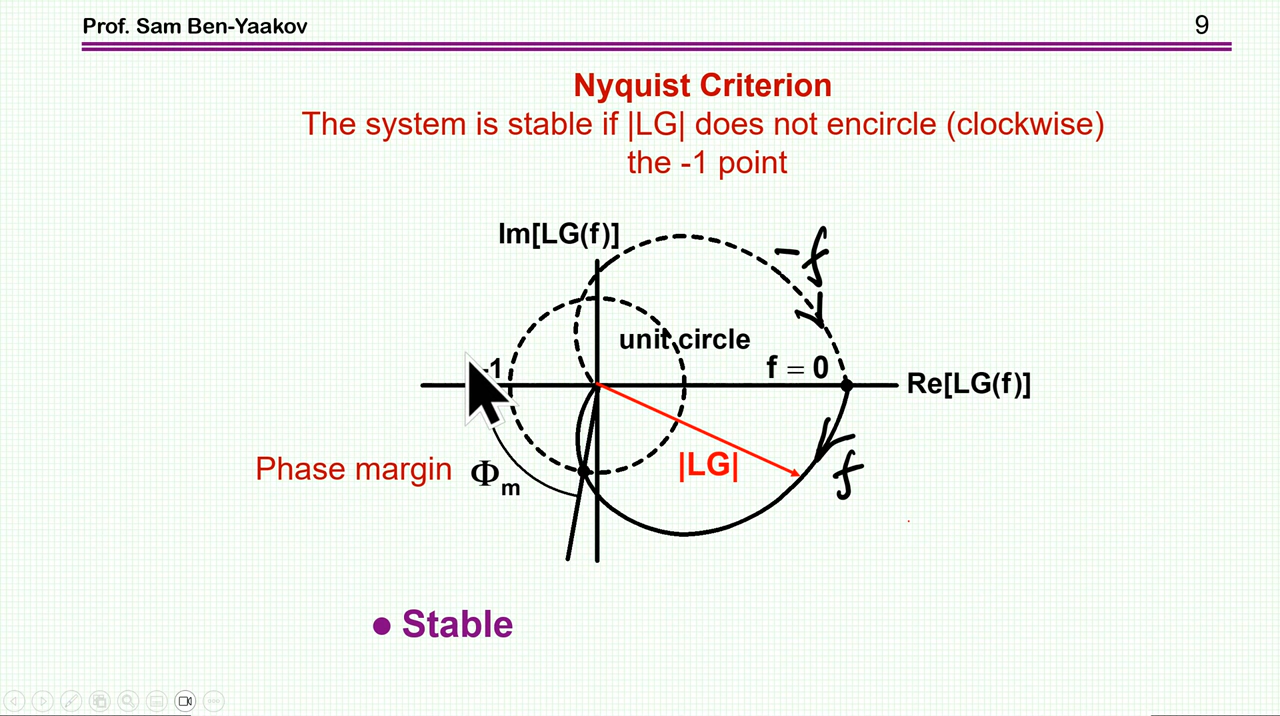 Prof. Sam Ben-Yaakov
9
Nyquist Criterion
The system is stable if |LG| does not encircle (clockwise)
the -1 point
Im[LG(f)]
-f
unit circle
f = 0
-1
Re[LG(f)]
|LG|
f
Phase margin Φm
• Stable